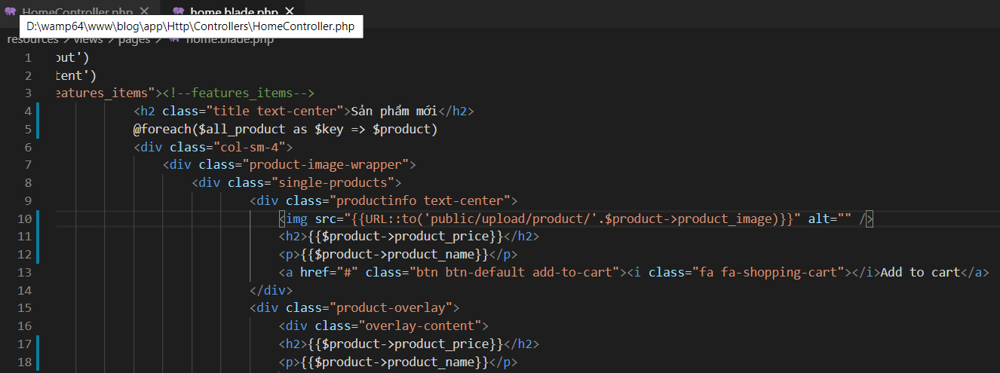 HomeController.php home.blade.php
D:\wamp64\www\blog\app\Http\Controllers\HomeController.php
resources > views > pages > home.blade.php
1 out')
2 tent')
3 eatures_items"><!--features_items-->
4 <h2 class="title text-center">Sản phẩm mới</h2>
5 @foreach($all_product as $key => $product)
6 <div class="col-sm-4">
7 <div class="product-image-wrapper">
8 <div class="single-products">
9 <div class="productinfo text-center">
10 <img src="{{URL::to('public/upload/product/'.$product->product_image)}}" alt="" />
11 <h2>{{$product->product_price}}</h2>
12 <p>{{$product->product_name}}</p>
13 <a href="#" class="btn btn-default add-to-cart"><i class="fa fa-shopping-cart"></i>Add to cart</a>
14 </div>
15 <div class="product-overlay">
16 <div class="overlay-content">
17 <h2>{{$product->product_price}}</h2>
18 <p>{{$product->product_name}}</p>